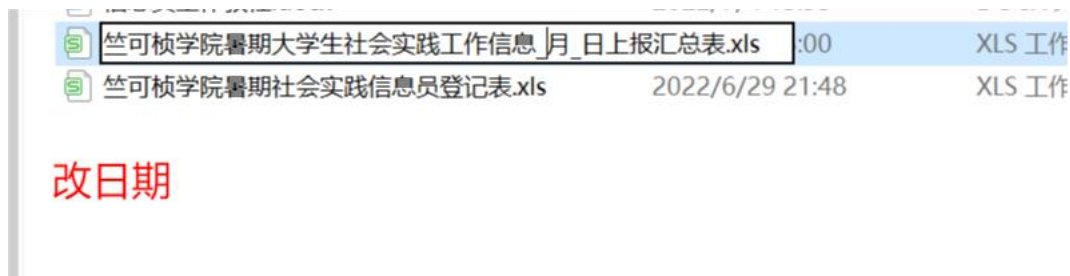 竺可桢学院暑期大学生社会实践工作信息_月_日上报汇总表.xls :00 XLS 工作
竺可桢学院暑期社会实践信息员登记表.xls 2022/6/29 21:48 XLS 工作
改日期